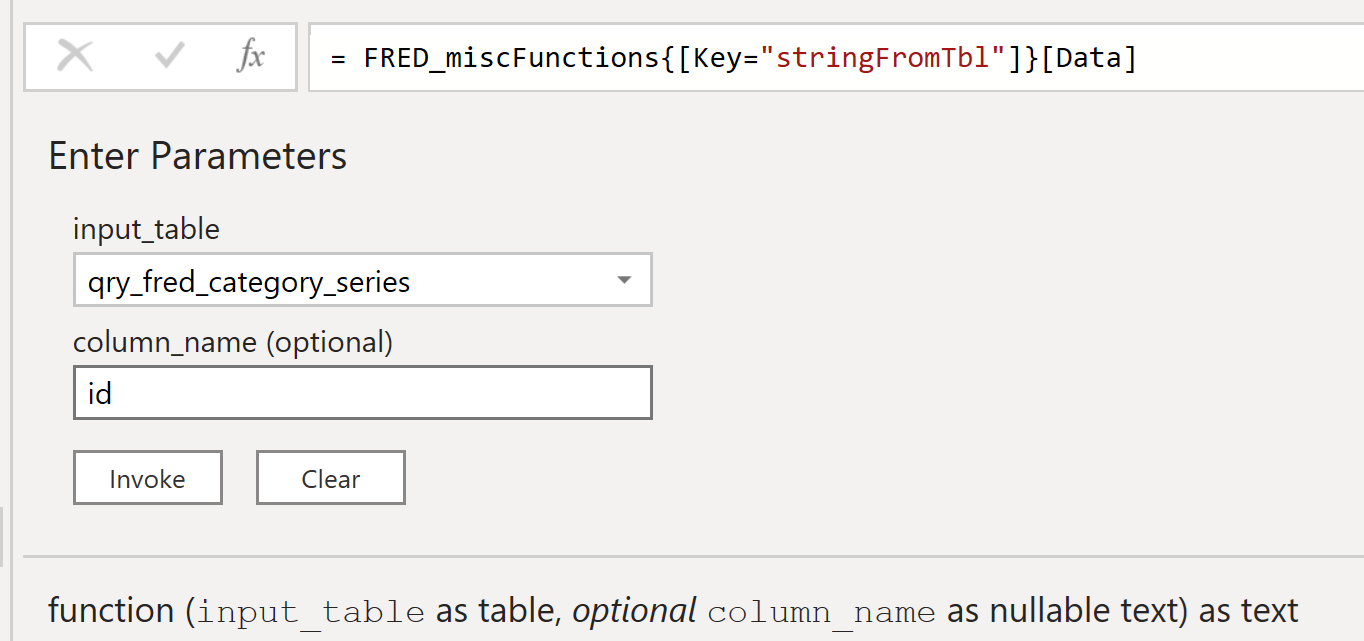 fx = FRED_miscFunctions{[Key="stringFromTbl"]}[Data]
Enter Parameters
input_table
qry_fred_category_series
column_name (optional)
id
Invoke Clear
function (input_table as table, optional column_name as nullable text) as text